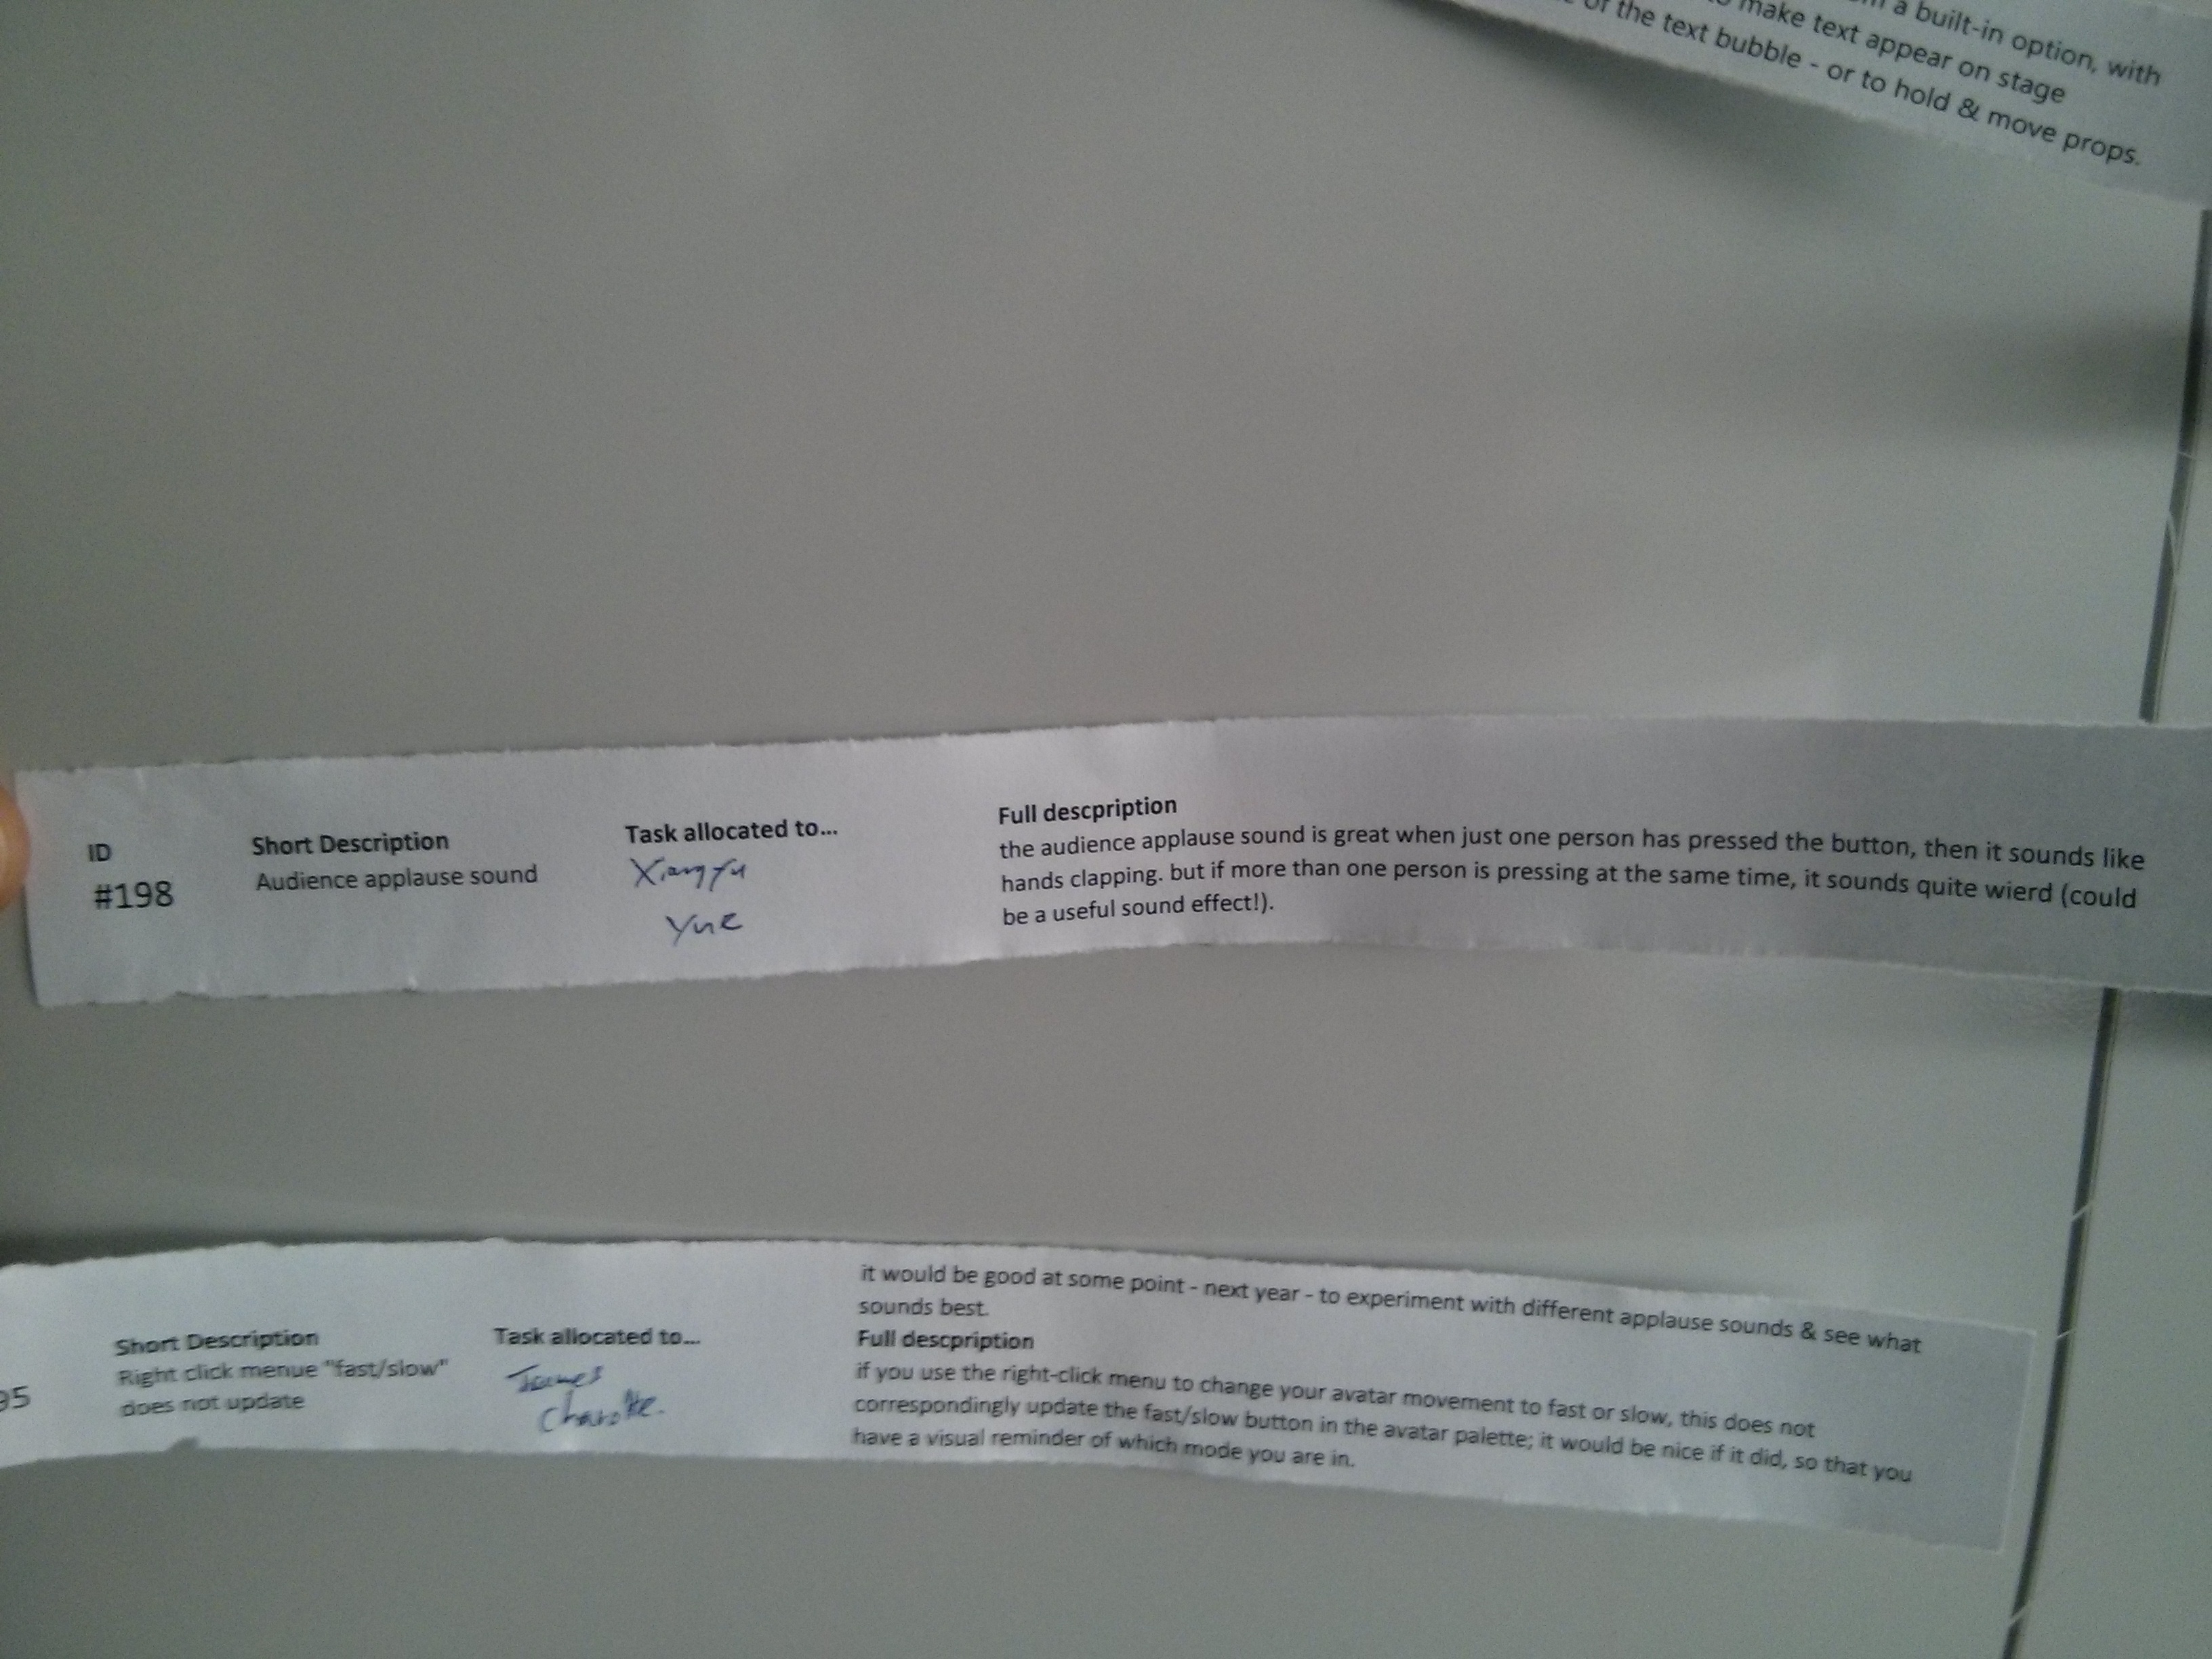 a built-in option, with
make text appear on stage
of the text bubble - or to hold & move props.
ID
#198
Short Description
Audience applause sound
Task allocated to...
Xiangfu
Yue
Full descpription
the audience applause sound is great when just one person has pressed the button, then it sounds like
hands clapping. but if more than one person is pressing at the same time, it sounds quite wierd (could
be a useful sound effect!).
95
Short Description
Right click menue "fast/slow"
does not update
Task allocated to...
James
it would be good at some point - next year - to experiment with different applause sounds & see what
sounds best.
Full descpription
if you use the right-click menu to change your avatar movement to fast or slow, this does not
correspondingly update the fast/slow button in the avatar palette; it would be nice if it did, so that you
have a visual reminder of which mode you are in.